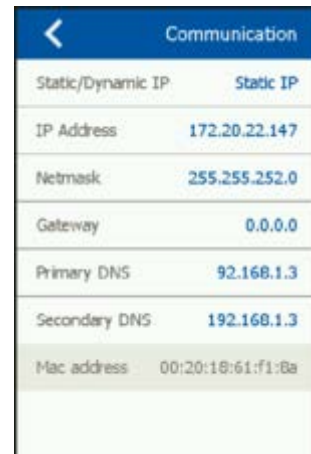 Communication
Static/Dynamic IP Static IP
IP Address 172.20.22.147
Netmask 255.255.252.0
Gateway 0.0.0.0
Primary DNS 92.168.1.3
Secondary DNS 192.168.1.3
Mac address 00:20:18:61:f1:8a